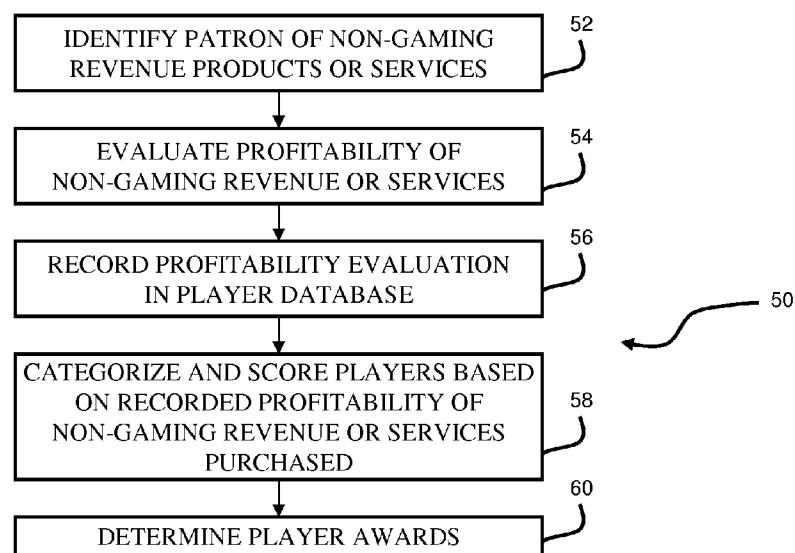 IDENTIFY PATRON OF NON-GAMING
REVENUE PRODUCTS OR SERVICES
52
EVALUATE PROFITABILITY OF
NON-GAMING REVENUE OR SERVICES
54
RECORD PROFITABILITY EVALUATION
IN PLAYER DATABASE
56
50
CATEGORIZE AND SCORE PLAYERS BASED
ON RECORDED PROFITABILITY OF
NON-GAMING REVENUE OR SERVICES
PURCHASED
58
DETERMINE PLAYER AWARDS
60